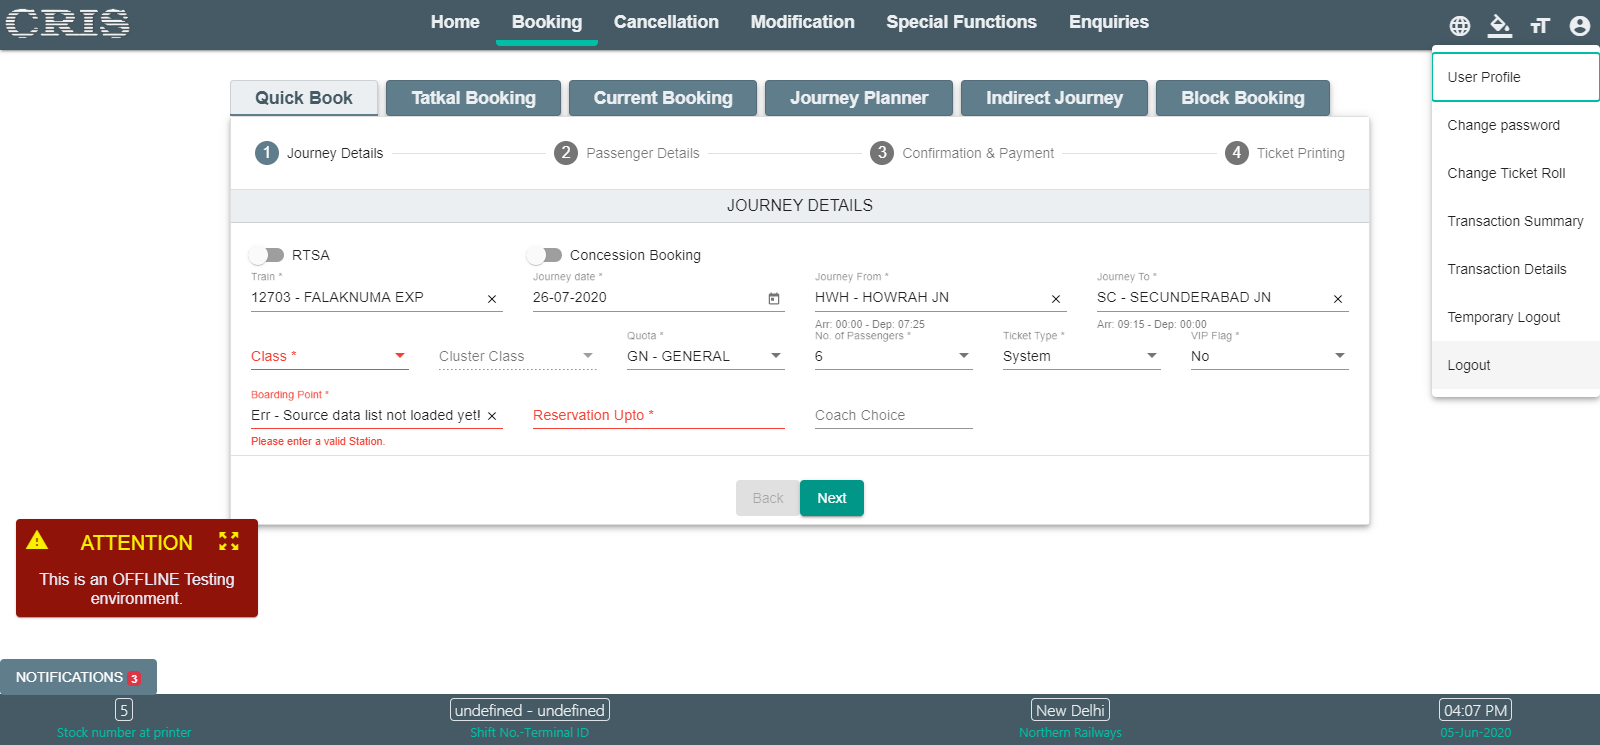 CRIS
Home Booking Cancellation Modification Special Functions Enquiries
User Profile
Change password
Change Ticket Roll
Transaction Summary
Transaction Details
Temporary Logout
Logout
Quick Book Tatkal Booking Current Booking Journey Planner Indirect Journey Block Booking
1 Journey Details 2 Passenger Details 3 Confirmation & Payment 4 Ticket Printing
JOURNEY DETAILS
RTSA Concession Booking
Train * Journey date * Journey From * Journey To *
12703 - FALAKNUMA EXP × 26-07-2020 HWH - HOWRAH JN × SC - SECUNDERABAD JN ×
Arr: 00:00 - Dep: 07:25 Arr: 09:15 - Dep: 00:00
Quota * No. of Passengers * Ticket Type * VIP Flag *
Class * Cluster Class GN - GENERAL 6 System No
Boarding Point *
Err - Source data list not loaded yet! × Reservation Upto * Coach Choice
Please enter a valid Station.
Back Next
ATTENTION
This is an OFFLINE Testing
environment.
NOTIFICATIONS 3
5 undefined - undefined New Delhi 04:07 PM
Stock number at printer Shift No.-Terminal ID Northern Railways 05-Jun-2020